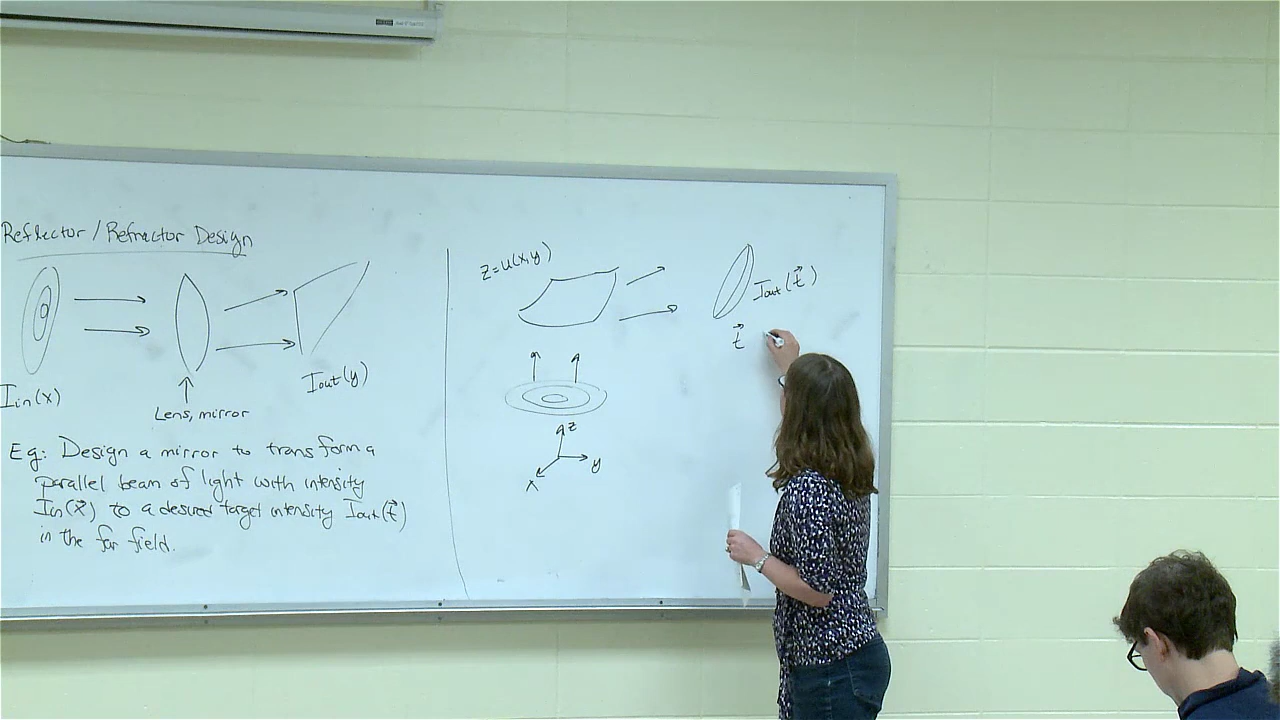 Reflector / Refractor Design
Iin(x)
Lens, mirror
Iout(y)
Eg: Design a mirror to transform a
parallel beam of light with intensity
Iin(x⃗) to a desired target intensity Iout(t⃗)
in the far field.
z=u(x,y)
Iout(t⃗)
t⃗
z
y
x